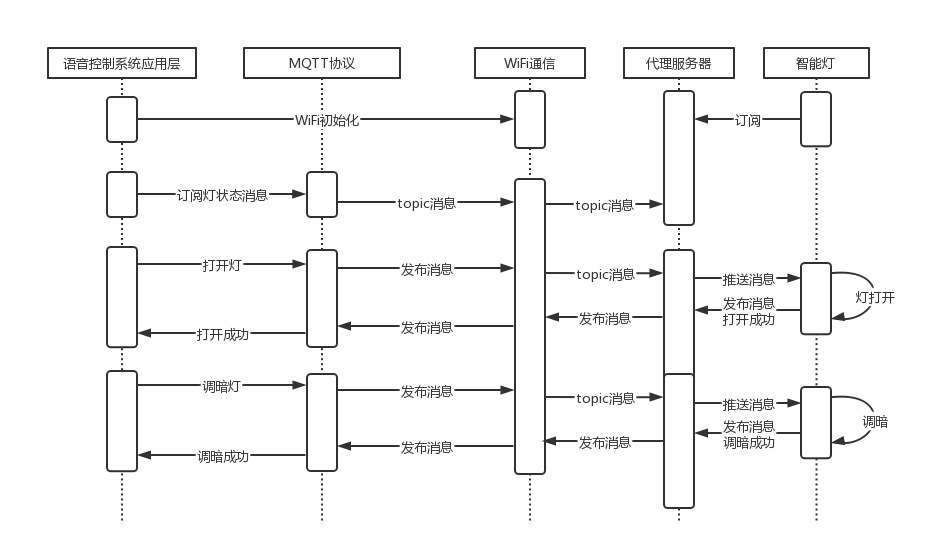 语音控制系统应用层
MQTT协议
WiFi通信
代理服务器
智能灯
WiFi初始化
订阅
订阅灯状态消息
topic消息
topic消息
打开灯
发布消息
topic消息
推送消息
灯打开
发布消息
打开成功
发布消息
发布消息
打开成功
调暗灯
发布消息
topic消息
推送消息
调暗
发布消息
调暗成功
发布消息
发布消息
调暗成功